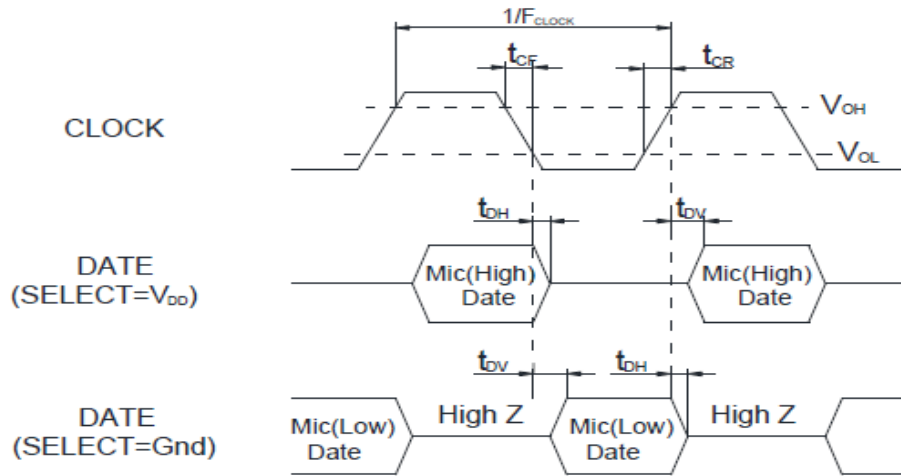 1/FCLOCK
tCF
tCR
CLOCK
VOH
VOL
tDH
tDV
DATE
(SELECT=VDD)
Mic(High)
Date
Mic(High)
Date
tDV
tDH
DATE
(SELECT=Gnd)
Mic(Low)
Date
High Z
Mic(Low)
Date
High Z